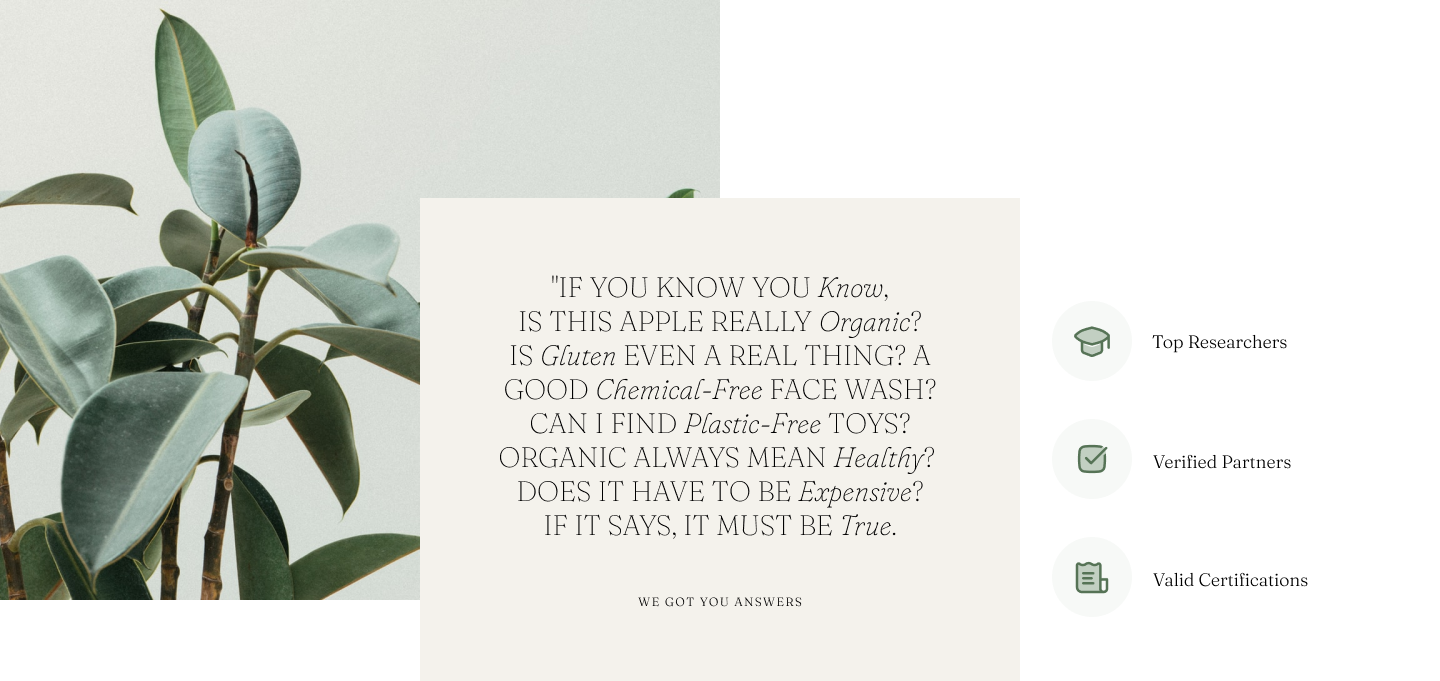 "IF YOU KNOW YOU Know,
IS THIS APPLE REALLY Organic?
IS Gluten EVEN A REAL THING? A
GOOD Chemical-Free FACE WASH?
CAN I FIND Plastic-Free TOYS?
ORGANIC ALWAYS MEAN Healthy?
DOES IT HAVE TO BE Expensive?
IF IT SAYS, IT MUST BE True.
WE GOT YOU ANSWERS
Top Researchers
Verified Partners
Valid Certifications